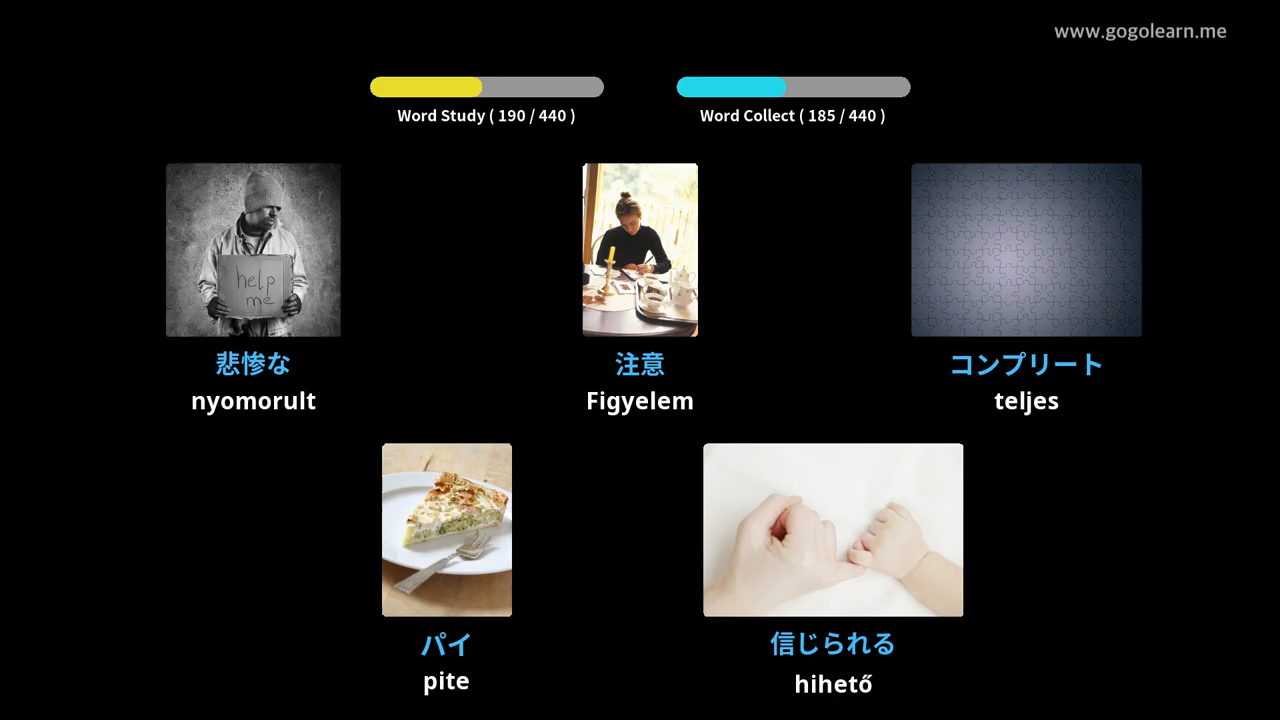 www.gogolearn.me
Word Study ( 190 / 440 )
Word Collect ( 185 / 440 )
help
me
悲惨な
nyomorult
注意
Figyelem
コンプリート
teljes
パイ
pite
信じられる
hihető